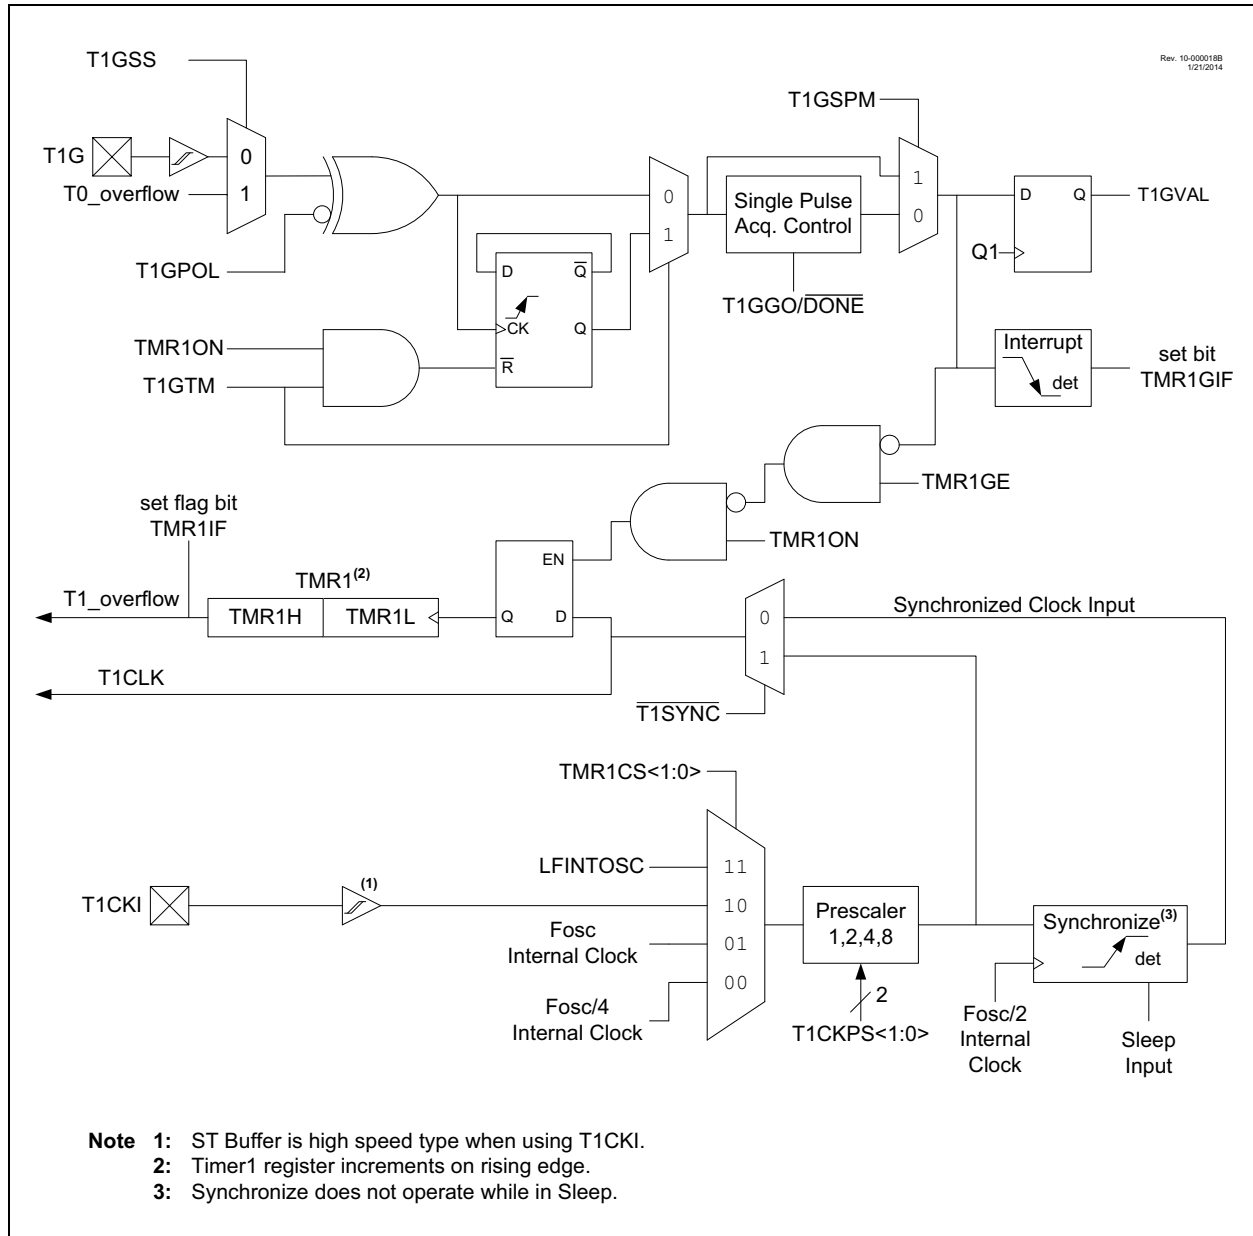 T1GSS
Rev. 10-000018B
1/21/2014
T1GSPM
T1G
0
T0_overflow
1
T1GPOL
0
1
Single Pulse
Acq. Control
1
0
D Q
T1GVAL
Q1
D Q̅
CK Q
R̅
T1GGO/D̅O̅N̅E̅
TMR1ON
T1GTM
Interrupt
det
set bit
TMR1GIF
TMR1GE
TMR1ON
set flag bit
TMR1IF
EN
TMR1(2)
T1_overflow
TMR1H TMR1L
Q D
0
1
Synchronized Clock Input
T1CLK
T̅1̅S̅Y̅N̅C̅
TMR1CS<1:0>
LFINTOSC
11
T1CKI
(1)
10
Fosc
Internal Clock
01
Fosc/4
Internal Clock
00
Prescaler
1,2,4,8
2
T1CKPS<1:0>
Synchronize(3)
det
Fosc/2
Internal
Clock
Sleep
Input
Note 1: ST Buffer is high speed type when using T1CKI.
2: Timer1 register increments on rising edge.
3: Synchronize does not operate while in Sleep.